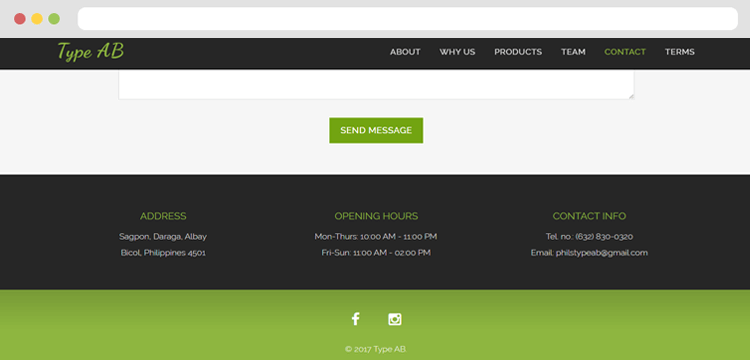 Type AB
ABOUT WHY US PRODUCTS TEAM CONTACT TERMS
SEND MESSAGE
ADDRESS
Sagpon, Daraga, Albay
Bicol, Philippines 4501
OPENING HOURS
Mon-Thurs: 10:00 AM - 11:00 PM
Fri-Sun: 11:00 AM - 02:00 PM
CONTACT INFO
Tel. no.: (632) 830-0320
Email: philstypeab@gmail.com
© 2017 Type AB